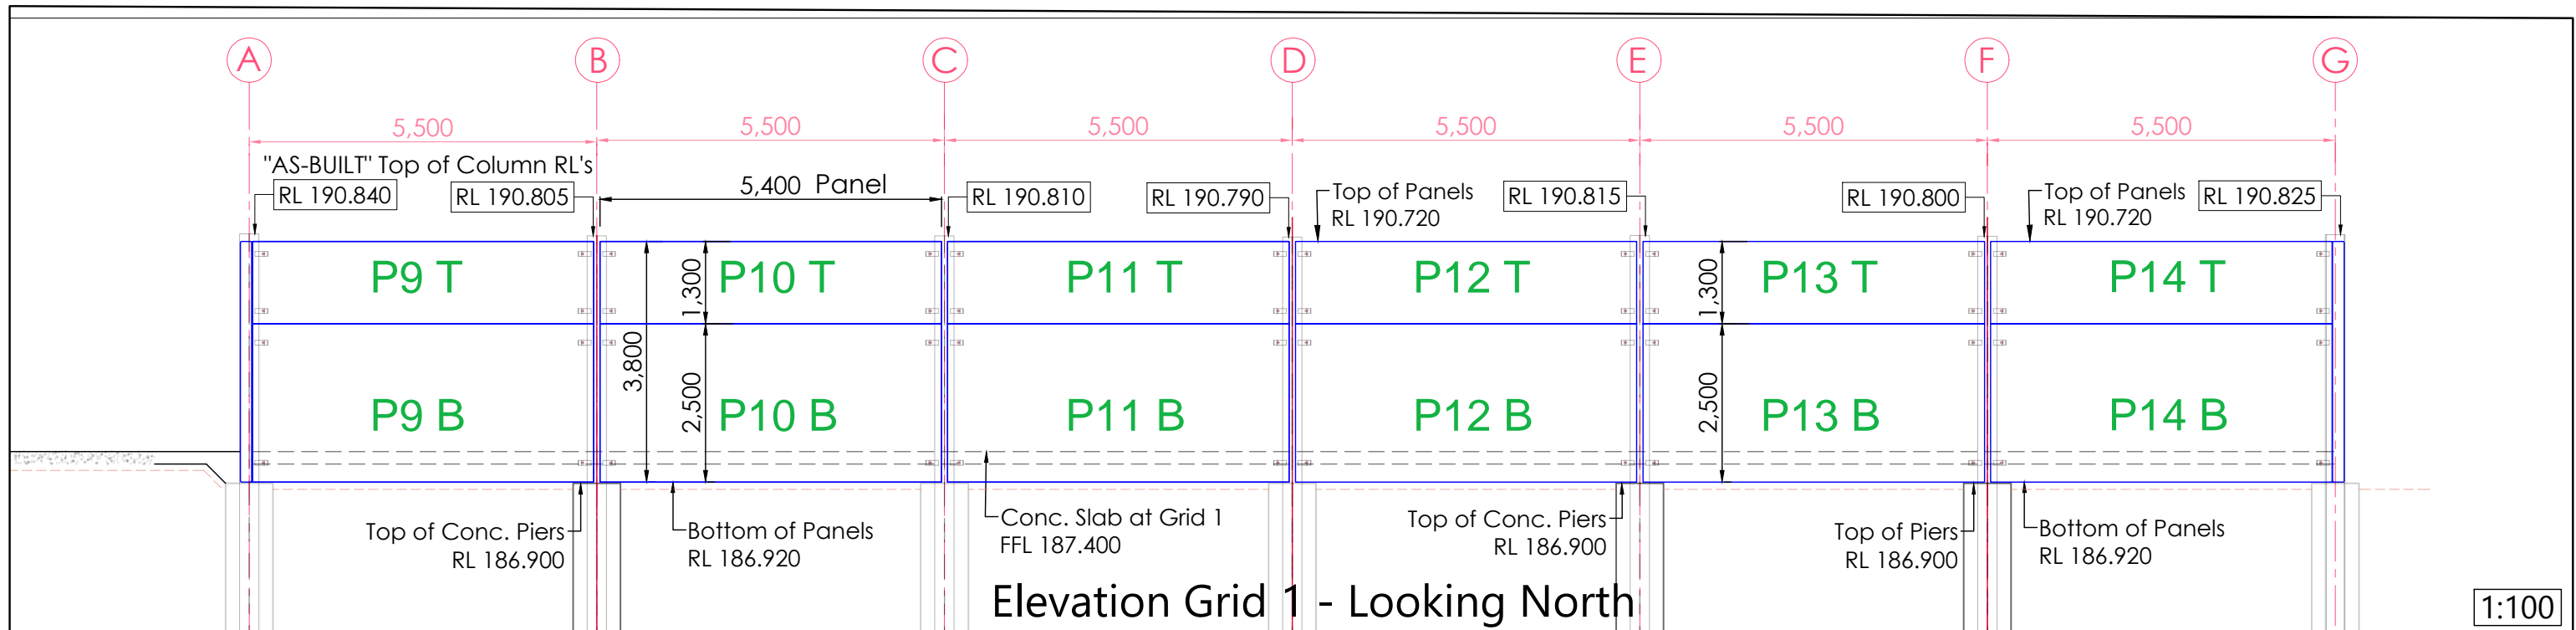 A B C D E F G
5,500 5,500 5,500 5,500 5,500 5,500
"AS-BUILT" Top of Column RL's
RL 190.840
RL 190.805
5,400 Panel
RL 190.810
RL 190.790
Top of Panels
RL 190.720
RL 190.815
RL 190.800
Top of Panels
RL 190.720
RL 190.825
P9 T
1,300
P10 T
P11 T
P12 T
1,300
P13 T
P14 T
3,800
P9 B
2,500
P10 B
P11 B
P12 B
2,500
P13 B
P14 B
Top of Conc. Piers
RL 186.900
Bottom of Panels
RL 186.920
Conc. Slab at Grid 1
FFL 187.400
Top of Conc. Piers
RL 186.900
Top of Piers
RL 186.900
Bottom of Panels
RL 186.920
Elevation Grid 1 - Looking North
1:100